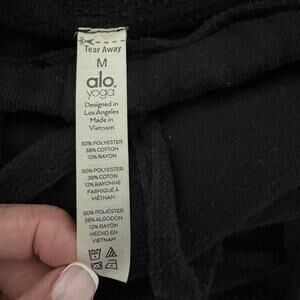 Tear Away
M
alo
yoga
Designed in
Los Angeles
Made in
Vietnam
50% POLYESTER
38% COTTON
12% RAYON
50% POLYESTER
38% COTON
12% RAYONNE
FABRIQUÉ À
VIÊTNAM
50% POLIÉSTER
38% ALGODÓN
12% RAYÓN
HECHO EN
VIETNAM